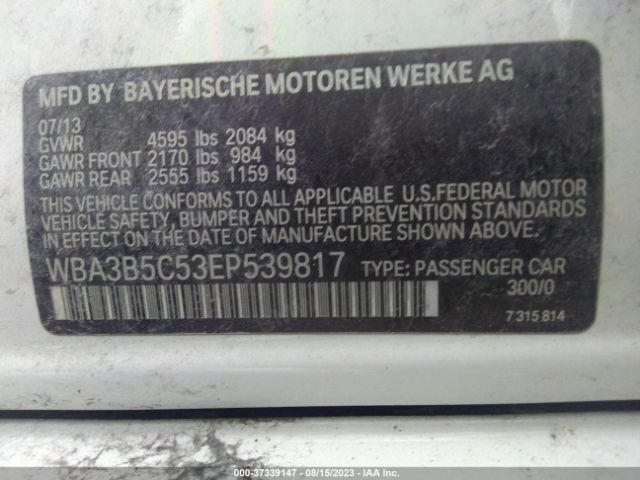 MFD BY BAYERISCHE MOTOREN WERKE AG
07/13
GVWR 4595 lbs 2084 kg
GAWR FRONT 2170 lbs 984 kg
GAWR REAR 2555 lbs 1159 kg
THIS VEHICLE CONFORMS TO ALL APPLICABLE U.S.FEDERAL MOTOR
VEHICLE SAFETY, BUMPER AND THEFT PREVENTION STANDARDS
IN EFFECT ON THE DATE OF MANUFACTURE SHOWN ABOVE.
WBA3B5C53EP539817 TYPE: PASSENGER CAR
300/0
7 315 814
000-37339147 - 08/15/2023 - IAA Inc.